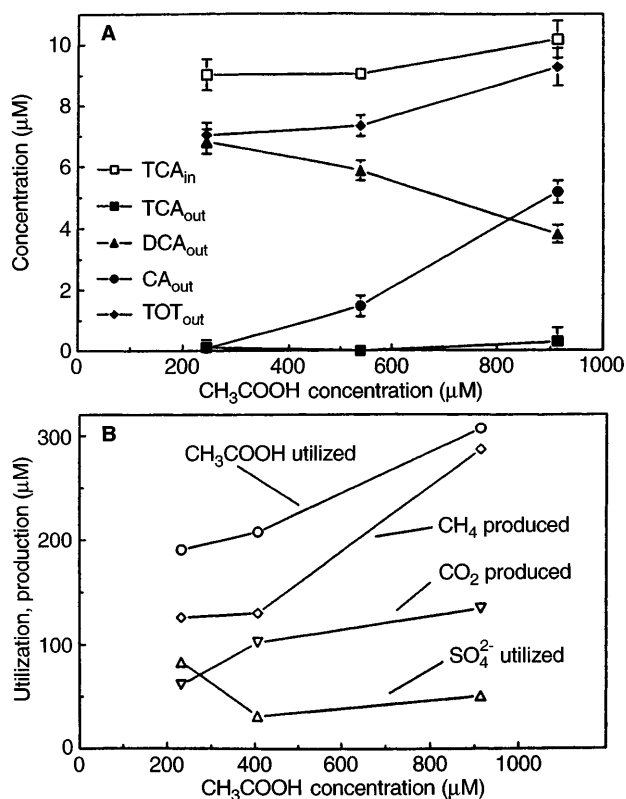 A
10
8
6
4
2
0
Concentration (μM)
TCAin
TCAout
DCAout
CAout
TOTout
0 200 400 600 800 1000
CH3COOH concentration (μM)
B
300
200
100
0
Utilization, production (μM)
CH3COOH utilized
CH4 produced
CO2 produced
SO4 2- utilized
0 200 400 600 800 1000
CH3COOH concentration (μM)